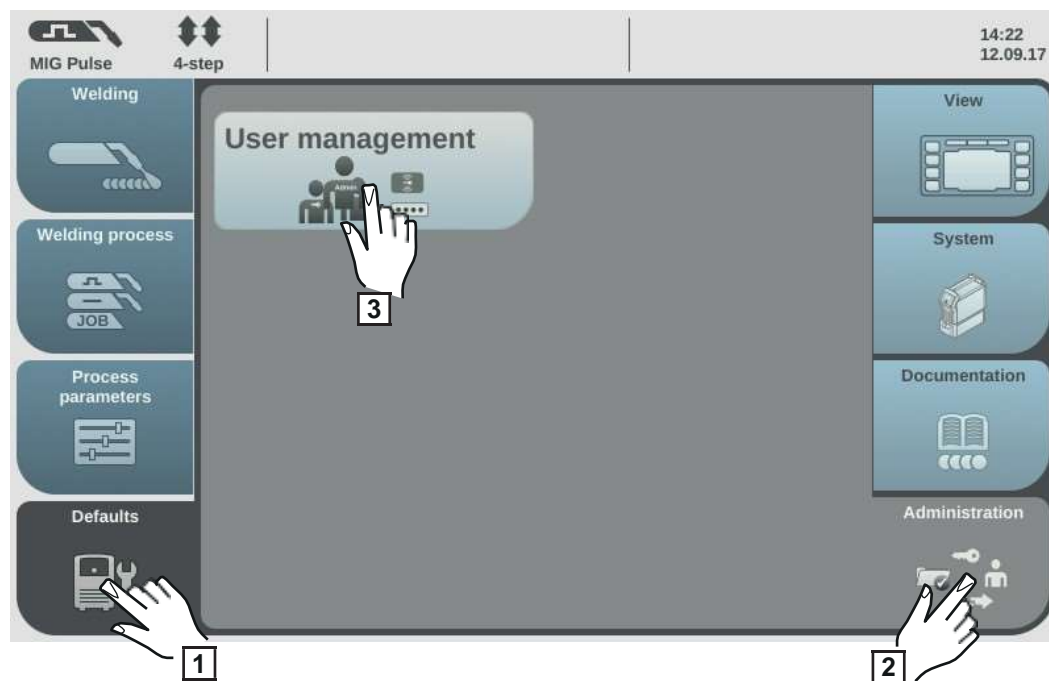 MIG Pulse
4-step
14:22
12.09.17
Welding
Welding process
JOB
Process
parameters
Defaults
User management
Admin
View
System
Documentation
Administration
3
1
2